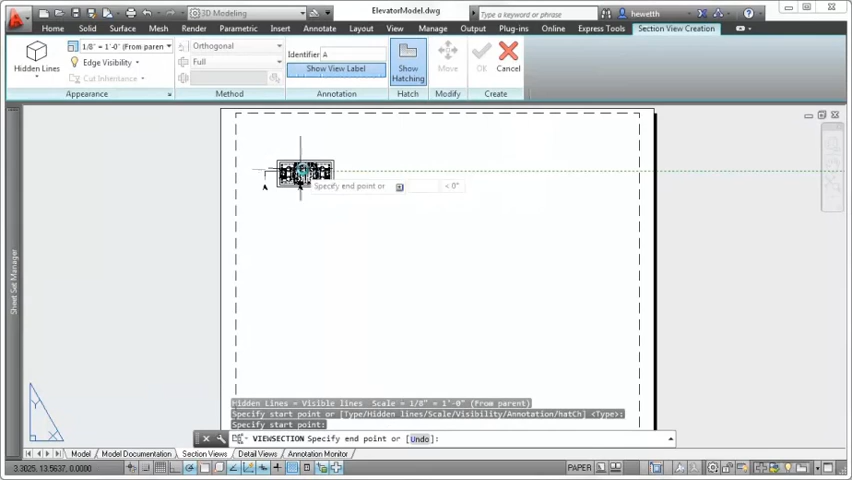 3D Modeling
ElevatorModel.dwg
Type a keyword or phrase
hewetth
Home Solid Surface Mesh Render Parametric Insert Annotate Layout View Manage Output Plug-ins Online Express Tools Section View Creation
Hidden Lines
1/8" = 1'-0" (From paren
Edge Visibility
Cut Inheritance
Appearance
Orthogonal
Full
Method
Identifier A
Show View Label
Annotation
Show Hatching
Hatch
Move
Modify
OK
Cancel
Create
Sheet Set Manager
A
Specify end point or
< 0°
Y
X
Hidden Lines = Visible lines Scale = 1/8" = 1'-0" (From parent)
Specify start point or [Type/Hidden lines/Scale/Visibility/Annotation/hatCh] <Type>:
Specify start point:
VIEWSECTION Specify end point or [Undo]:
Model Model Documentation Section Views Detail Views Annotation Monitor
3.3025, 13.5637, 0.0000
PAPER